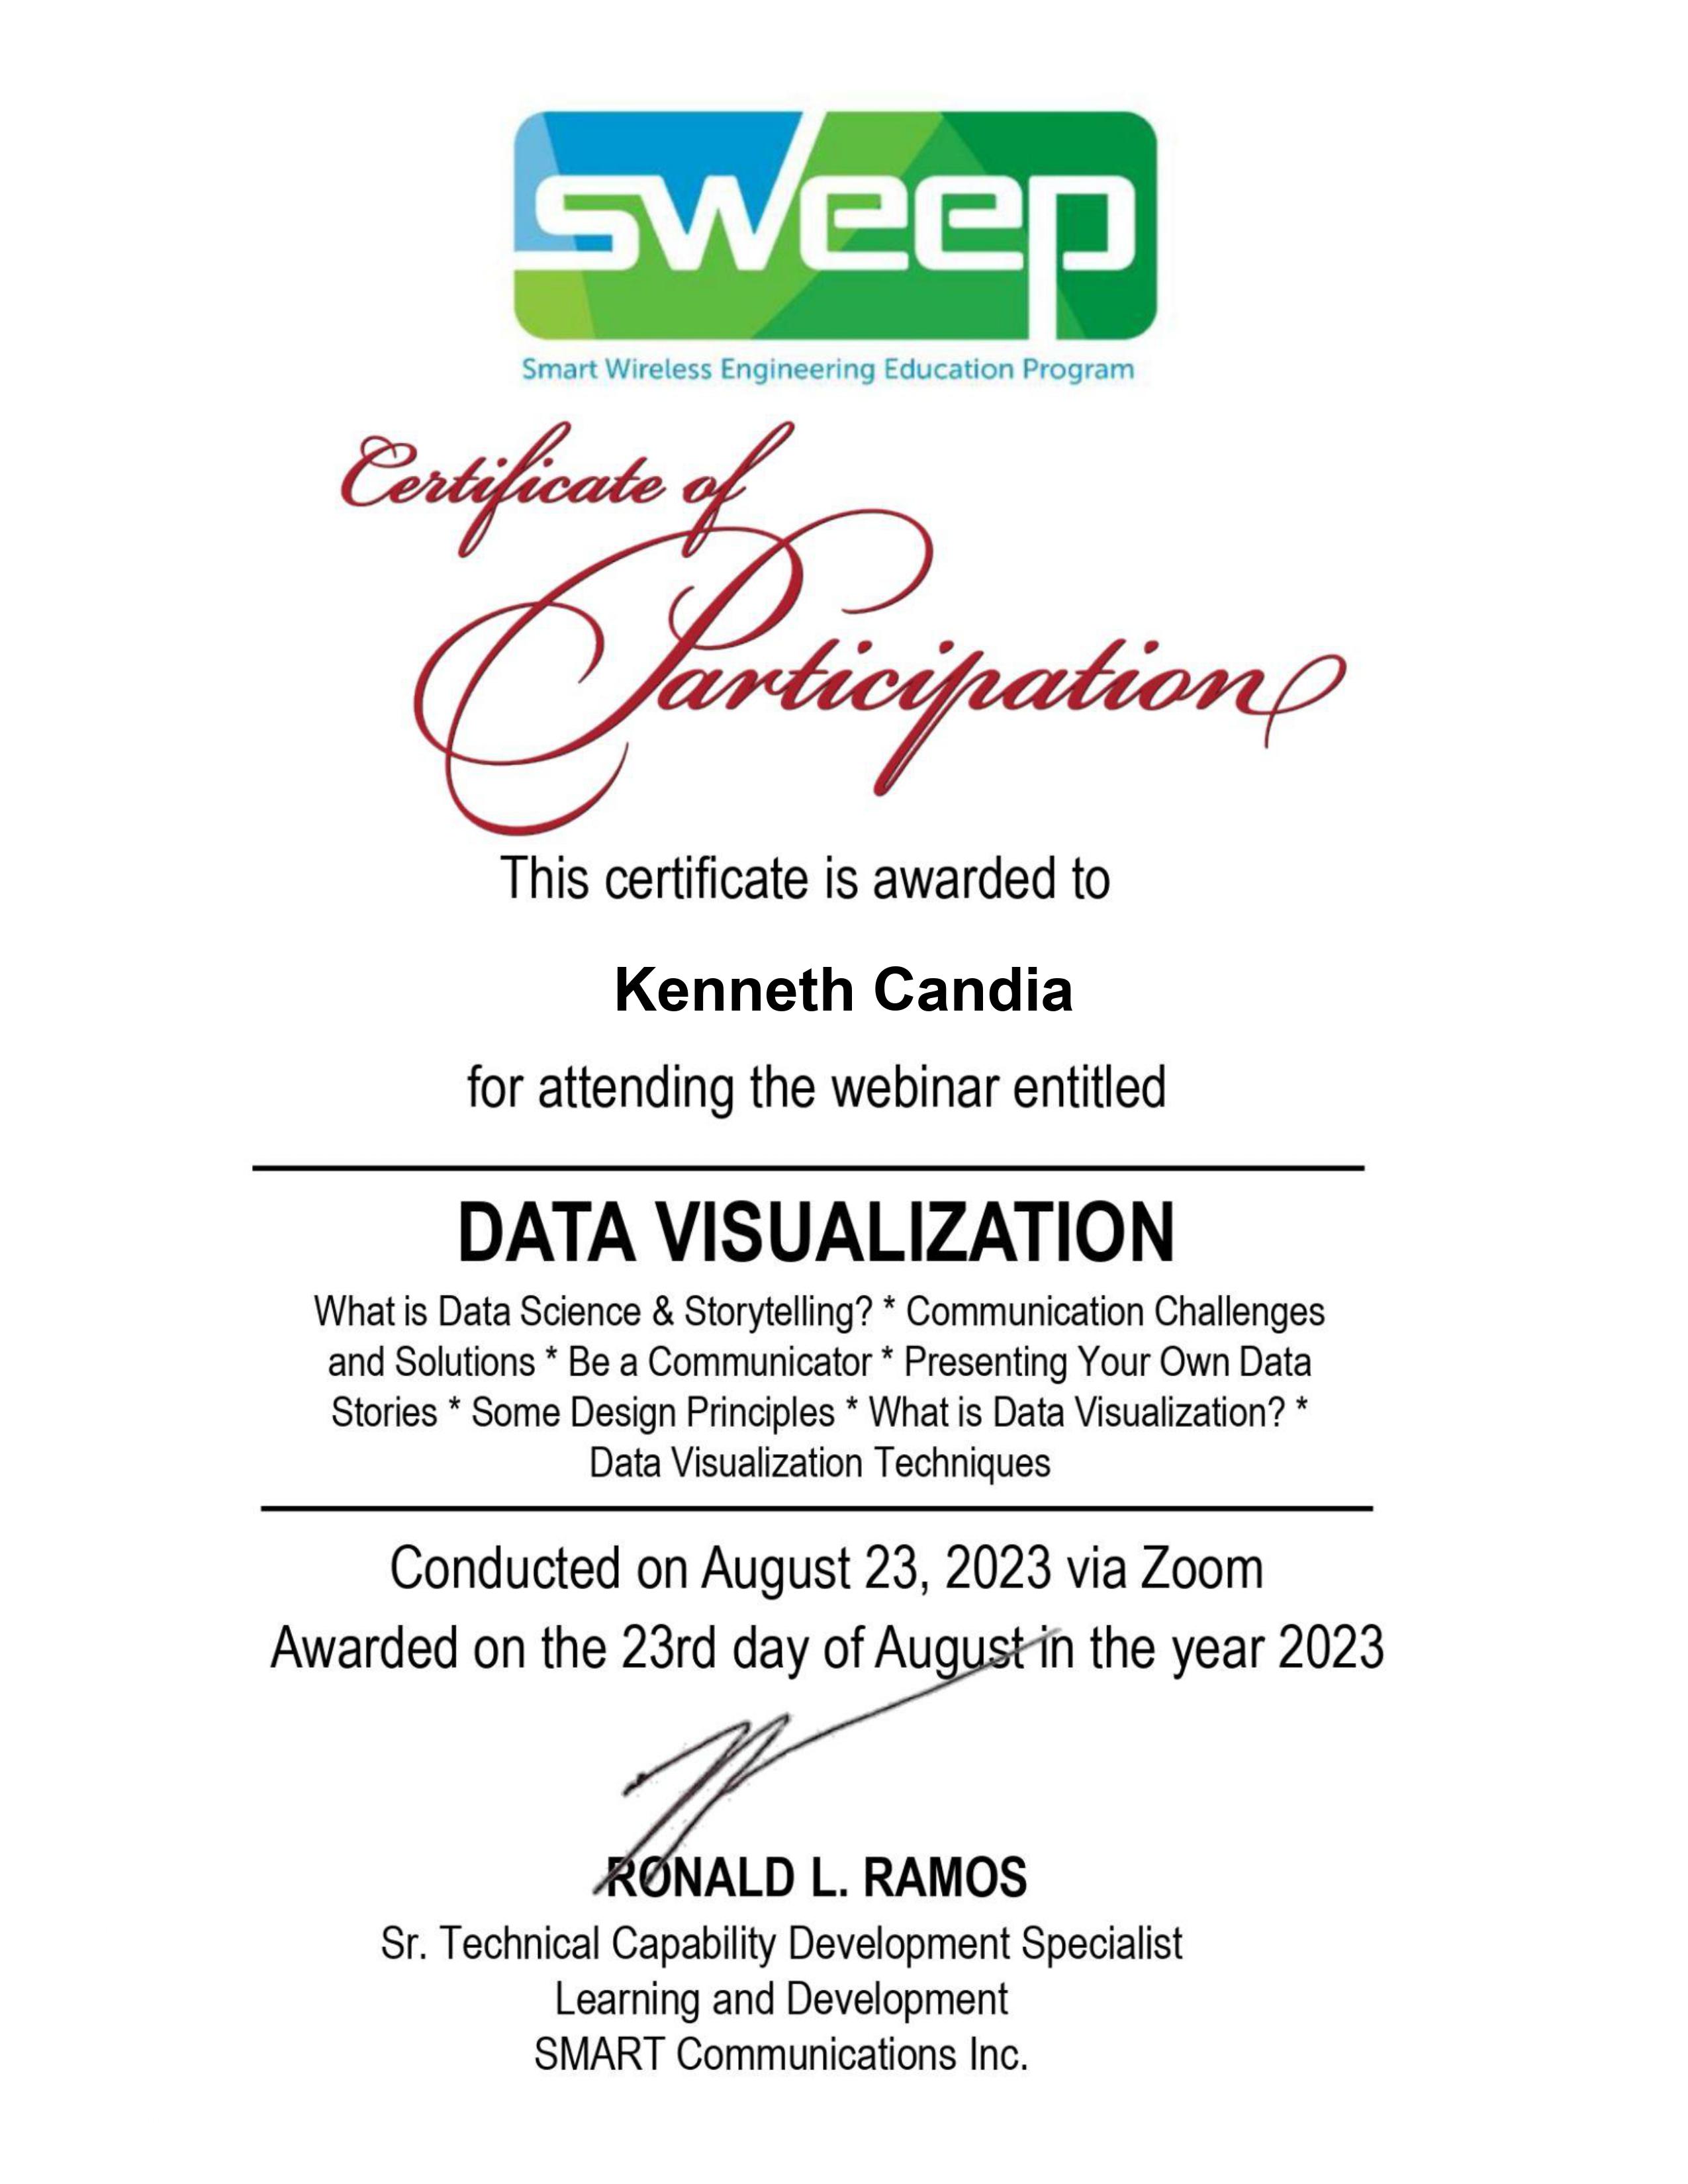 sweep
Smart Wireless Engineering Education Program
Certificate of
Participation
This certificate is awarded to
Kenneth Candia
for attending the webinar entitled
DATA VISUALIZATION
What is Data Science & Storytelling? * Communication Challenges
and Solutions * Be a Communicator * Presenting Your Own Data
Stories * Some Design Principles * What is Data Visualization? *
Data Visualization Techniques
Conducted on August 23, 2023 via Zoom
Awarded on the 23rd day of August in the year 2023
RONALD L. RAMOS
Sr. Technical Capability Development Specialist
Learning and Development
SMART Communications Inc.